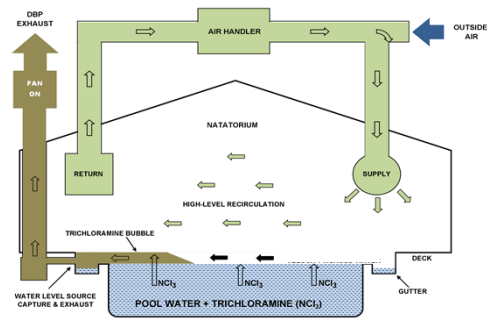 DBP
EXHAUST
AIR HANDLER
OUTSIDE
AIR
FAN
ON
NATATORIUM
RETURN
SUPPLY
HIGH-LEVEL RECIRCULATION
TRICHLORAMINE BUBBLE
DECK
NCl3
NCl3
NCl3
GUTTER
WATER LEVEL SOURCE
CAPTURE & EXHAUST
POOL WATER + TRICHLORAMINE (NCl3)